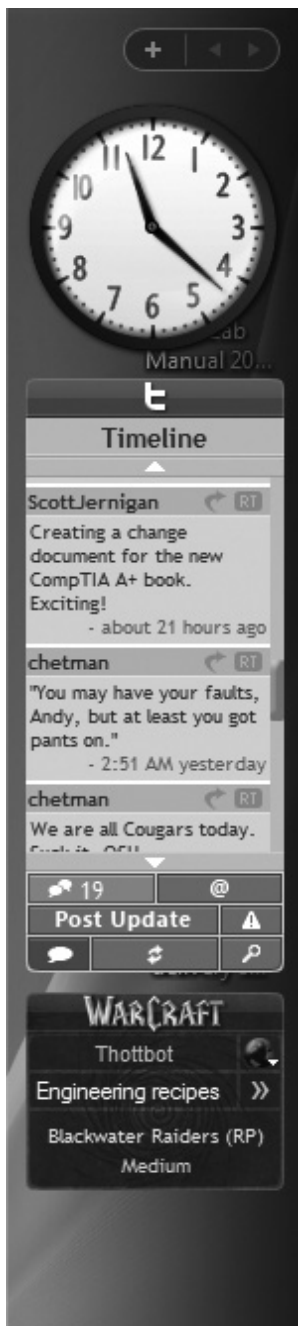 +
12
1
2
3
4
5
6
7
8
9
10
11
Lab
Manual 20...
t
Timeline
ScottJernigan RT
Creating a change
document for the new
CompTIA A+ book.
Exciting!
- about 21 hours ago
chetman RT
"You may have your faults,
Andy, but at least you got
pants on."
- 2:51 AM yesterday
chetman RT
We are all Cougars today.
19 @
Post Update
WARCRAFT
Thottbot
Engineering recipes »
Blackwater Raiders (RP)
Medium